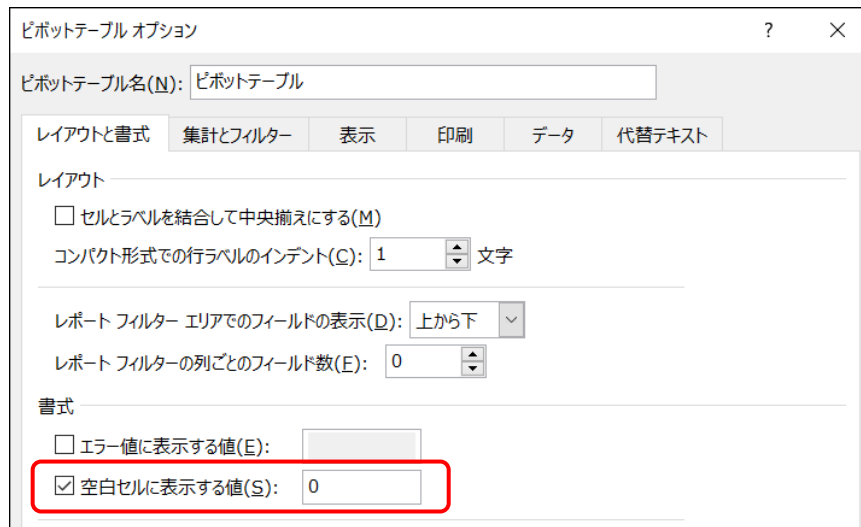 ピボットテーブル オプション ?
ピボットテーブル名(N): ピボットテーブル
レイアウトと書式 集計とフィルター 表示 印刷 データ 代替テキスト
レイアウト
セルとラベルを結合して中央揃えにする(M)
コンパクト形式での行ラベルのインデント(C): 1 文字
レポート フィルター エリアでのフィールドの表示(D): 上から下
レポート フィルターの列ごとのフィールド数(F): 0
書式
エラー値に表示する値(E):
空白セルに表示する値(S): 0